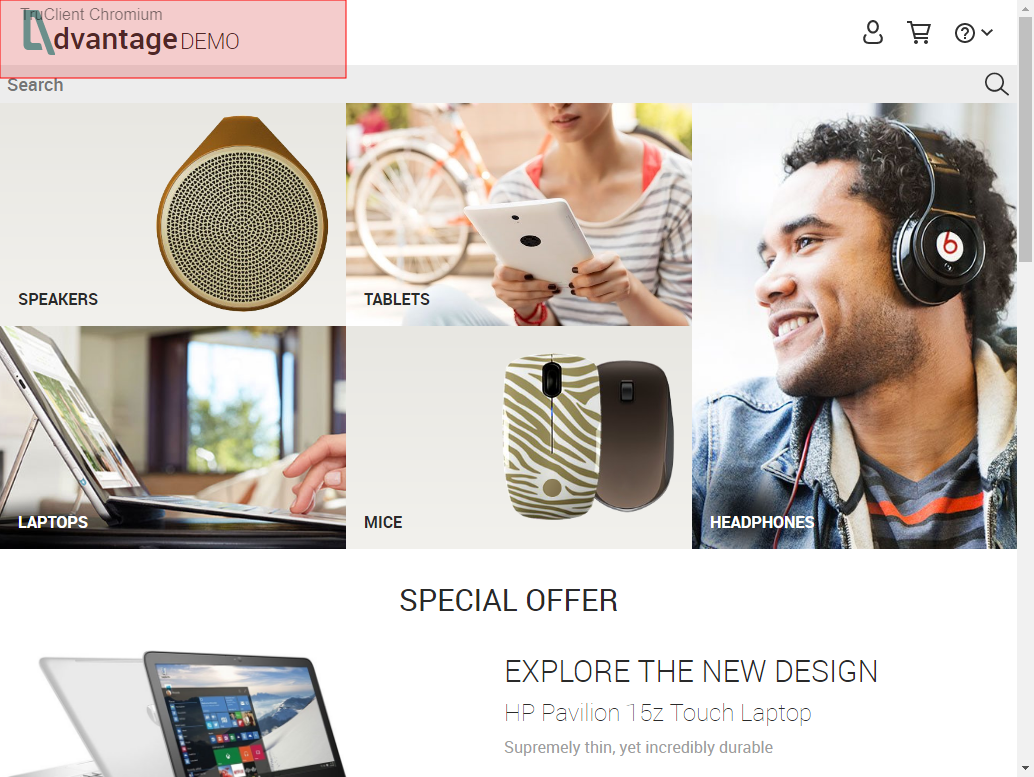 TruClient Chromium
dvantage DEMO
Search
SPEAKERS
TABLETS
LAPTOPS
MICE
HEADPHONES
SPECIAL OFFER
EXPLORE THE NEW DESIGN
HP Pavilion 15z Touch Laptop
Supremely thin, yet incredibly durable